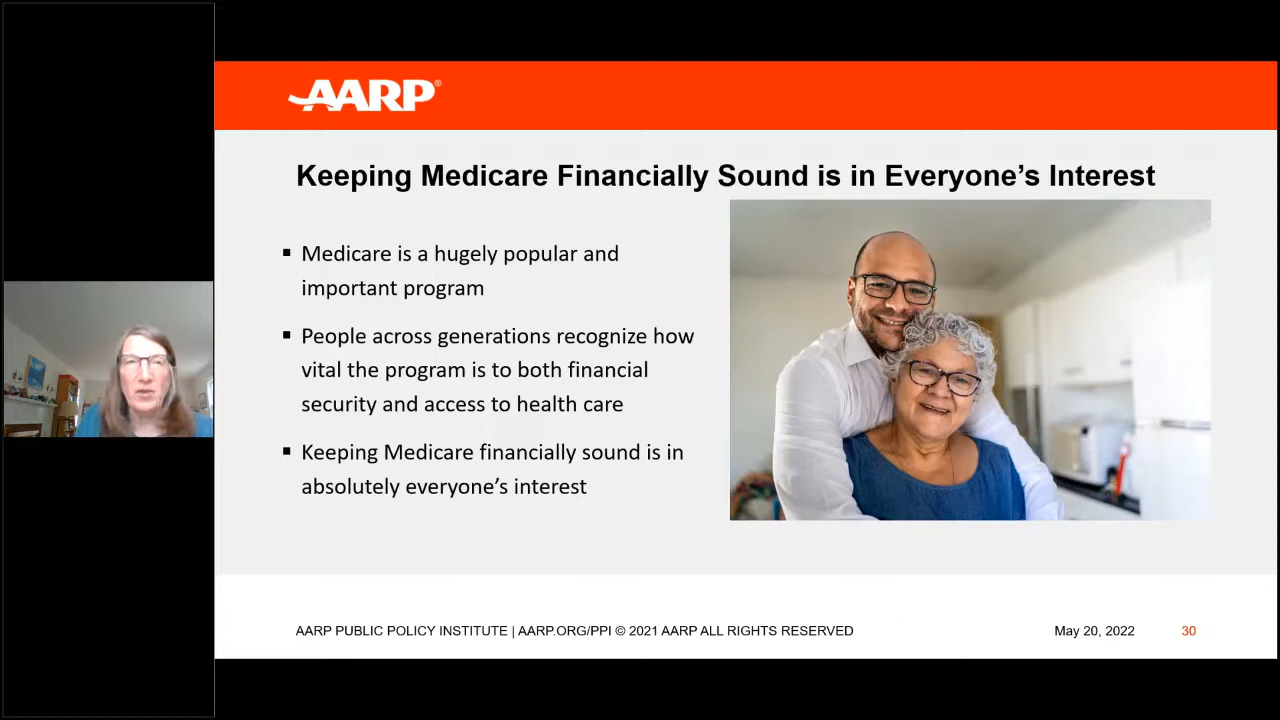 AARP®
Keeping Medicare Financially Sound is in Everyone’s Interest
▪ Medicare is a hugely popular and
important program
▪ People across generations recognize how
vital the program is to both financial
security and access to health care
▪ Keeping Medicare financially sound is in
absolutely everyone’s interest
AARP PUBLIC POLICY INSTITUTE | AARP.ORG/PPI © 2021 AARP ALL RIGHTS RESERVED
May 20, 2022
30